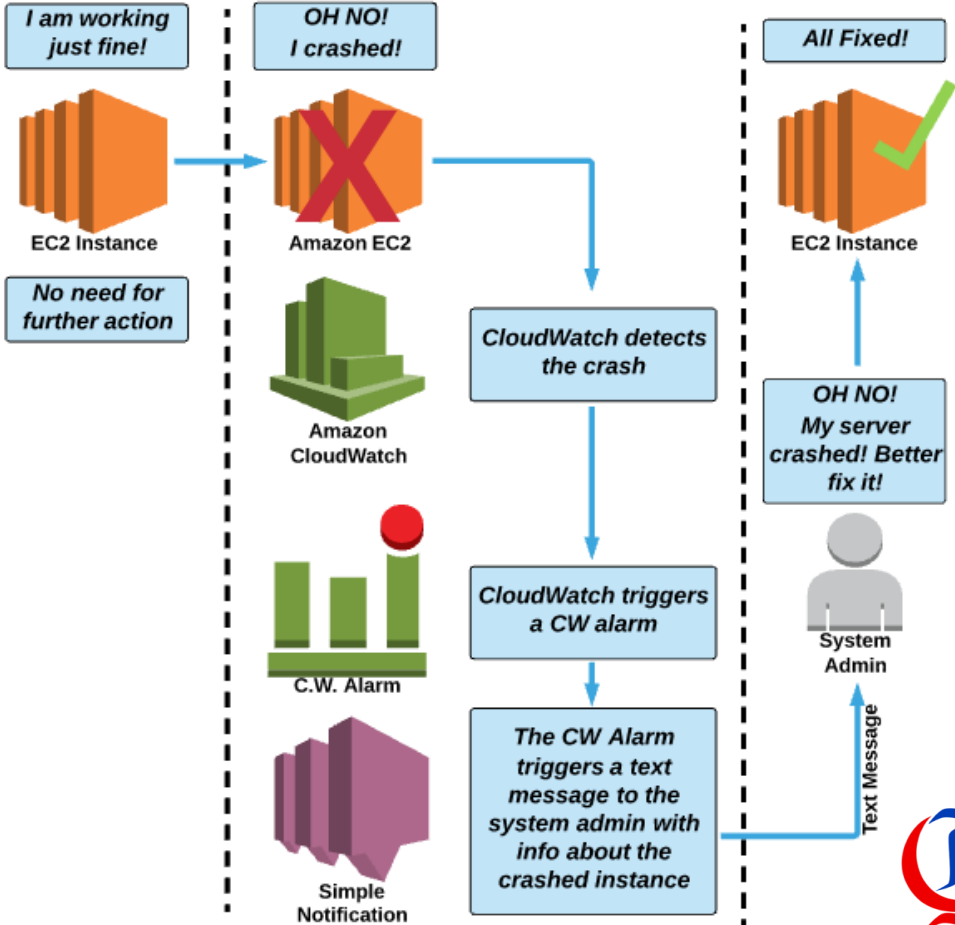 I am working
just fine!
EC2 Instance
No need for
further action
OH NO!
I crashed!
Amazon EC2
Amazon
CloudWatch
C.W. Alarm
Simple
Notification
CloudWatch detects
the crash
CloudWatch triggers
a CW alarm
The CW Alarm
triggers a text
message to the
system admin with
info about the
crashed instance
All Fixed!
EC2 Instance
OH NO!
My server
crashed! Better
fix it!
System
Admin
Text Message